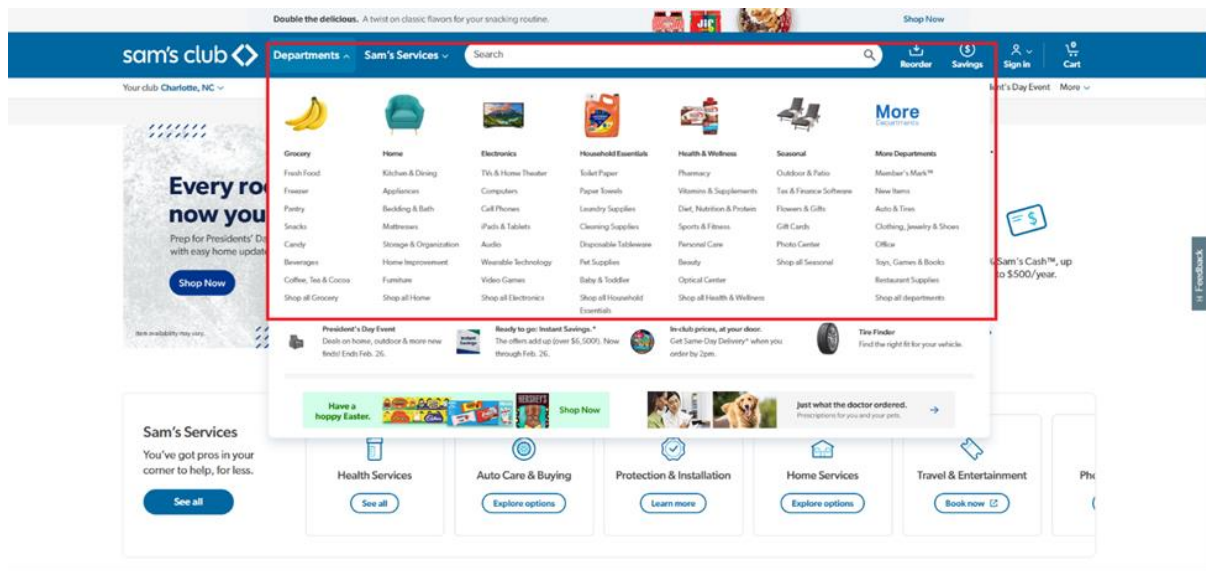 Double the delicious. A twist on classic flavors for your snacking routine.
Jif
Shop Now
sam's club
Departments
Sam's Services
Search
Reorder
Savings
Sign in
0
Cart
Your club Charlotte, NC
nt's Day Event More
More
Departments
Grocery
Fresh Food
Freezer
Pantry
Snacks
Candy
Beverages
Coffee, Tea & Cocoa
Shop all Grocery
Home
Kitchen & Dining
Appliances
Bedding & Bath
Mattresses
Storage & Organization
Home Improvement
Furniture
Shop all Home
Electronics
TVs & Home Theater
Computers
Cell Phones
iPads & Tablets
Audio
Wearable Technology
Video Games
Shop all Electronics
Household Essentials
Toilet Paper
Paper Towels
Laundry Supplies
Cleaning Supplies
Disposable Tableware
Pet Supplies
Baby & Toddler
Shop all Household
Essentials
Health & Wellness
Pharmacy
Vitamins & Supplements
Diet, Nutrition & Protein
Sports & Fitness
Personal Care
Beauty
Optical Center
Shop all Health & Wellness
Seasonal
Outdoor & Patio
Tax & Finance Software
Flowers & Gifts
Gift Cards
Photo Center
Shop all Seasonal
More Departments
Member's Mark™
New Items
Auto & Tires
Clothing, Jewelry & Shoes
Office
Toys, Games & Books
Restaurant Supplies
Shop all departments
Every ro
now you
Prep for Presidents' Da
with easy home update
Shop Now
Item availability may vary.
Sam's Cash™, up
to $500/year.
Feedback
President's Day Event
Deals on home, outdoor & more new
finds! Ends Feb. 26.
Instant
Savings
Ready to go: Instant Savings.*
The offers add up (over $6,500!). Now
through Feb. 26.
In-club prices, at your door.
Get Same-Day Delivery* when you
order by 2pm.
Tire Finder
Find the right fit for your vehicle.
Have a
hoppy Easter.
HERSHEY'S
Shop Now
Just what the doctor ordered.
Prescriptions for you and your pets.
Sam's Services
You've got pros in your
corner to help, for less.
See all
Health Services
See all
Auto Care & Buying
Explore options
Protection & Installation
Learn more
Home Services
Explore options
Travel & Entertainment
Book now
Pho